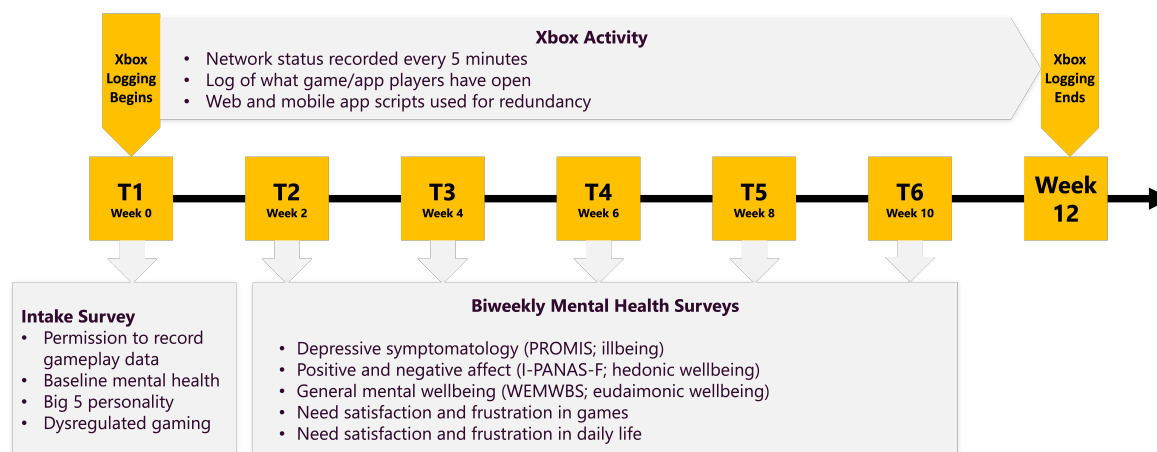 Xbox Activity
• Network status recorded every 5 minutes
• Log of what game/app players have open
• Web and mobile app scripts used for redundancy
Xbox
Logging
Begins
Xbox
Logging
Ends
T1
Week 0
T2
Week 2
T3
Week 4
T4
Week 6
T5
Week 8
T6
Week 10
Week
12
Intake Survey
• Permission to record
gameplay data
• Baseline mental health
• Big 5 personality
• Dysregulated gaming
Biweekly Mental Health Surveys
• Depressive symptomatology (PROMIS; illbeing)
• Positive and negative affect (I-PANAS-F; hedonic wellbeing)
• General mental wellbeing (WEMWBS; eudaimonic wellbeing)
• Need satisfaction and frustration in games
• Need satisfaction and frustration in daily life